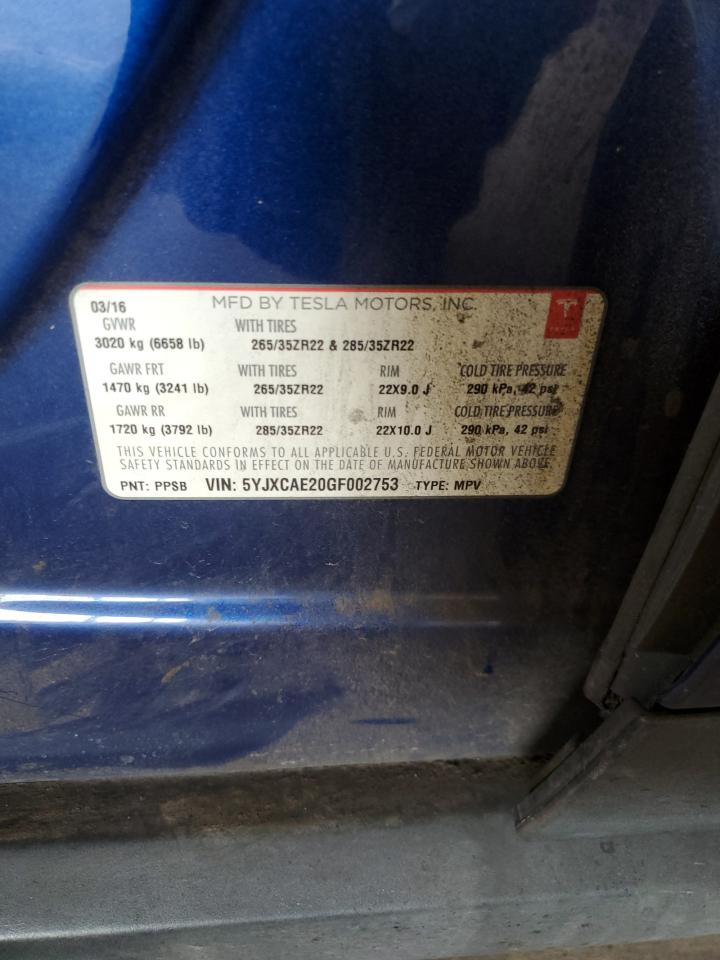 03/16 MFD BY TESLA MOTORS, INC.
GVWR WITH TIRES
3020 kg (6658 lb) 265/35ZR22 & 285/35ZR22
GAWR FRT WITH TIRES RIM COLD TIRE PRESSURE
1470 kg (3241 lb) 265/35ZR22 22X9.0 J 290 kPa, 42 psi
GAWR RR WITH TIRES RIM COLD TIRE PRESSURE
1720 kg (3792 lb) 285/35ZR22 22X10.0 J 290 kPa, 42 psi
THIS VEHICLE CONFORMS TO ALL APPLICABLE U.S. FEDERAL MOTOR VEHICLE
SAFETY STANDARDS IN EFFECT ON THE DATE OF MANUFACTURE SHOWN ABOVE.
PNT: PPSB VIN: 5YJXCAE20GF002753 TYPE: MPV